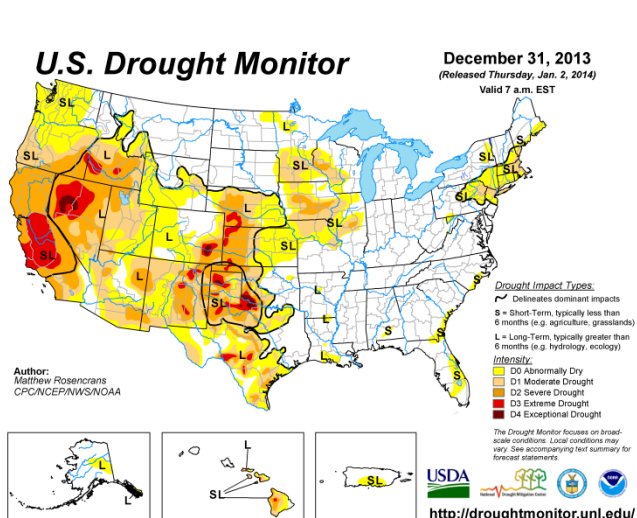 U.S. Drought Monitor
December 31, 2013
(Released Thursday, Jan. 2, 2014)
Valid 7 a.m. EST
SL
L
S
SL
SL
L
SL
SL
S
L
L
SL
L
L
SL
SL
L
S
L
L
S
S
S
Drought Impact Types:
Delineates dominant impacts
S = Short-Term, typically less than
6 months (e.g. agriculture, grasslands)
L = Long-Term, typically greater than
6 months (e.g. hydrology, ecology)
Intensity:
D0 Abnormally Dry
D1 Moderate Drought
D2 Severe Drought
D3 Extreme Drought
D4 Exceptional Drought
Author:
Matthew Rosencrans
CPC/NCEP/NWS/NOAA
The Drought Monitor focuses on broad-
scale conditions. Local conditions may
vary. See accompanying text summary for
forecast statements.
L
L
L
SL
SL
USDA
National Drought Mitigation Center
http://droughtmonitor.unl.edu/